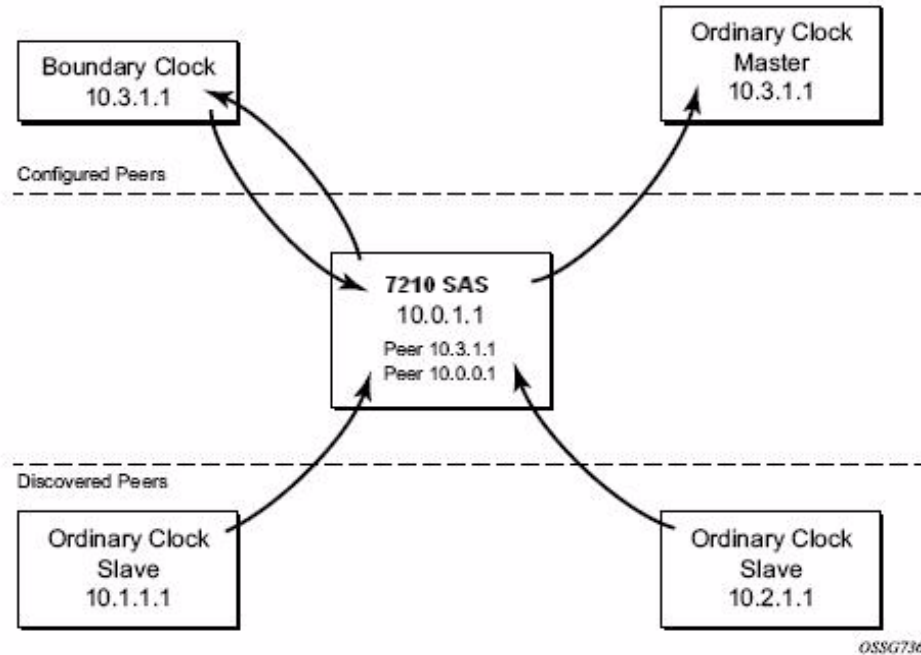 Boundary Clock
10.3.1.1
Ordinary Clock
Master
10.3.1.1
Configured Peers
7210 SAS
10.0.1.1
Peer 10.3.1.1
Peer 10.0.0.1
Discovered Peers
Ordinary Clock
Slave
10.1.1.1
Ordinary Clock
Slave
10.2.1.1
OSSG736